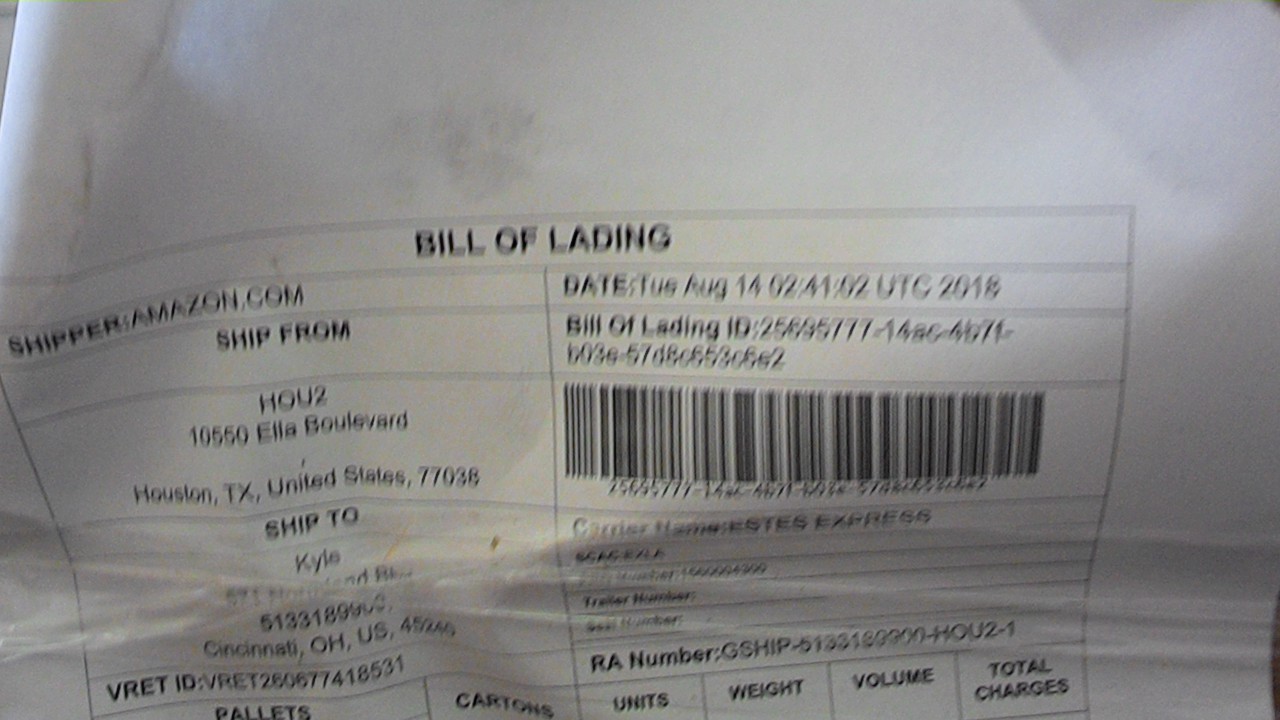 BILL OF LADING
SHIPPER:AMAZON.COM
DATE:Tue Aug 14 02:41:02 UTC 2018
SHIP FROM
Bill Of Lading ID:25695777-14ac-4b7f-
b03e-57d8c653c6e2
HOU2
10550 Ella Boulevard
Houston, TX, United States, 77038
SHIP TO
Carrier Name:ESTES EXPRESS
Kyle
Trailer Number:
Cincinnati, OH, US,
RA Number:GSHIP-5133189900-HOU2-1
VRET ID:VRET260677418531
PALLETS
CARTONS
UNITS
WEIGHT
VOLUME
TOTAL
CHARGES